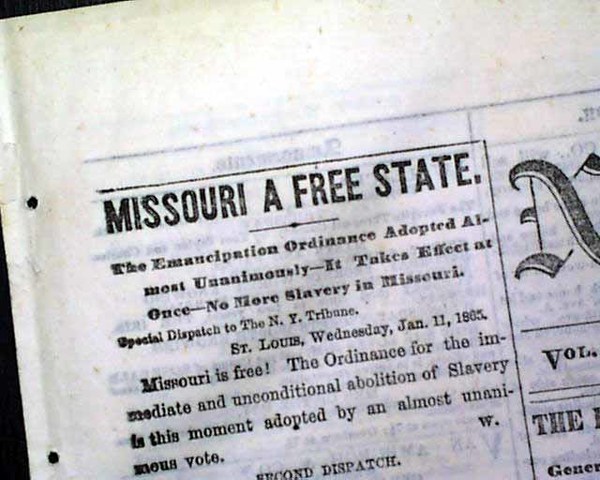 MISSOURI A FREE STATE.
The Emancipation Ordinance Adopted Al-
most Unanimously—It Takes Effect at
Once—No More Slavery in Missouri.
Special Dispatch to The N. Y. Tribune.
ST. LOUIS, Wednesday, Jan. 11, 1865.
Missouri is free! The Ordinance for the im-
mediate and unconditional abolition of Slavery
is this moment adopted by an almost unani-
mous vote. W.
SECOND DISPATCH.
VOL.
THE
Gener